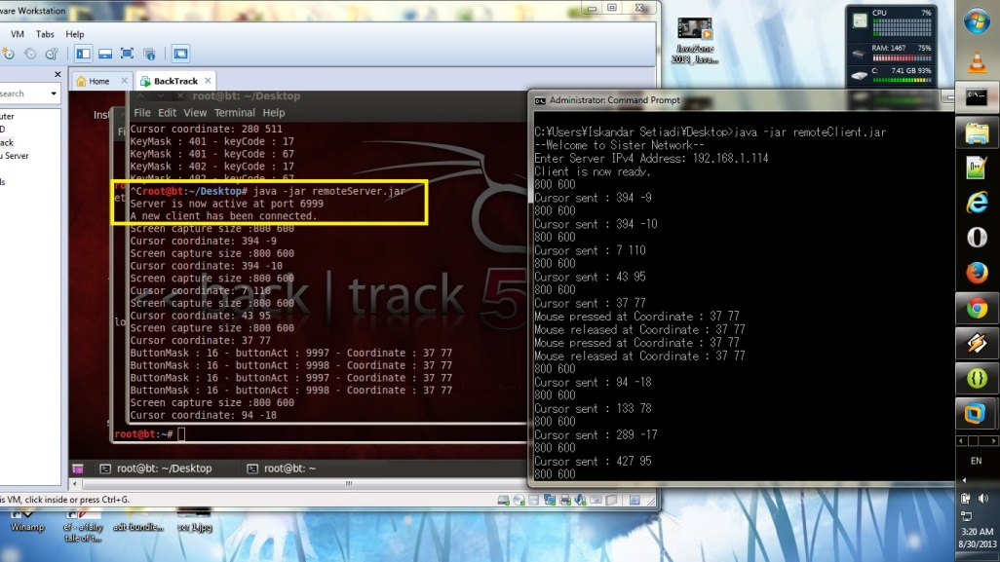 ware Workstation
VM Tabs Help
search
Home
BackTrack
root@bt: ~/Desktop
File Edit View Terminal Help
Cursor coordinate: 280 511
KeyMask : 401 - keyCode : 17
KeyMask : 401 - keyCode : 67
KeyMask : 402 - keyCode : 17
KeyMask : 402 - keyCode : 67
^Croot@bt:~/Desktop# java -jar remoteServer.jar
Server is now active at port 6999
A new client has been connected.
Screen capture size :800 600
Cursor coordinate: 394 -9
Screen capture size :800 600
Cursor coordinate: 394 -10
Screen capture size :800 600
Cursor coordinate: 7 110
Screen capture size :800 600
Cursor coordinate: 43 95
Screen capture size :800 600
Cursor coordinate: 37 77
ButtonMask : 16 - buttonAct : 9997 - Coordinate : 37 77
ButtonMask : 16 - buttonAct : 9998 - Coordinate : 37 77
ButtonMask : 16 - buttonAct : 9997 - Coordinate : 37 77
ButtonMask : 16 - buttonAct : 9998 - Coordinate : 37 77
Screen capture size :800 600
Cursor coordinate: 94 -18
root@bt:~#
<< back | track 5
root@bt: ~/Desktop
root@bt: ~
is VM, click inside or press Ctrl+G.
Administrator: Command Prompt
C:¥Users¥Iskandar Setiadi¥Desktop>java -jar remoteClient.jar
--Welcome to Sister Network--
Enter Server IPv4 Address: 192.168.1.114
Client is now ready.
800 600
Cursor sent : 394 -9
800 600
Cursor sent : 394 -10
800 600
Cursor sent : 7 110
800 600
Cursor sent : 43 95
800 600
Cursor sent : 37 77
Mouse pressed at Coordinate : 37 77
Mouse released at Coordinate : 37 77
Mouse pressed at Coordinate : 37 77
Mouse released at Coordinate : 37 77
800 600
Cursor sent : 94 -18
800 600
Cursor sent : 133 78
800 600
Cursor sent : 289 -17
800 600
Cursor sent : 427 95
800 600
JavaZone
2013_Java...
CPU 7%
RAM: 1467 75%
C: 7.41 GB 93%
Winamp
ef - a fairy
tale of t...
adt-bundle...
scr_1.jpg
EN
3:20 AM
8/30/2013